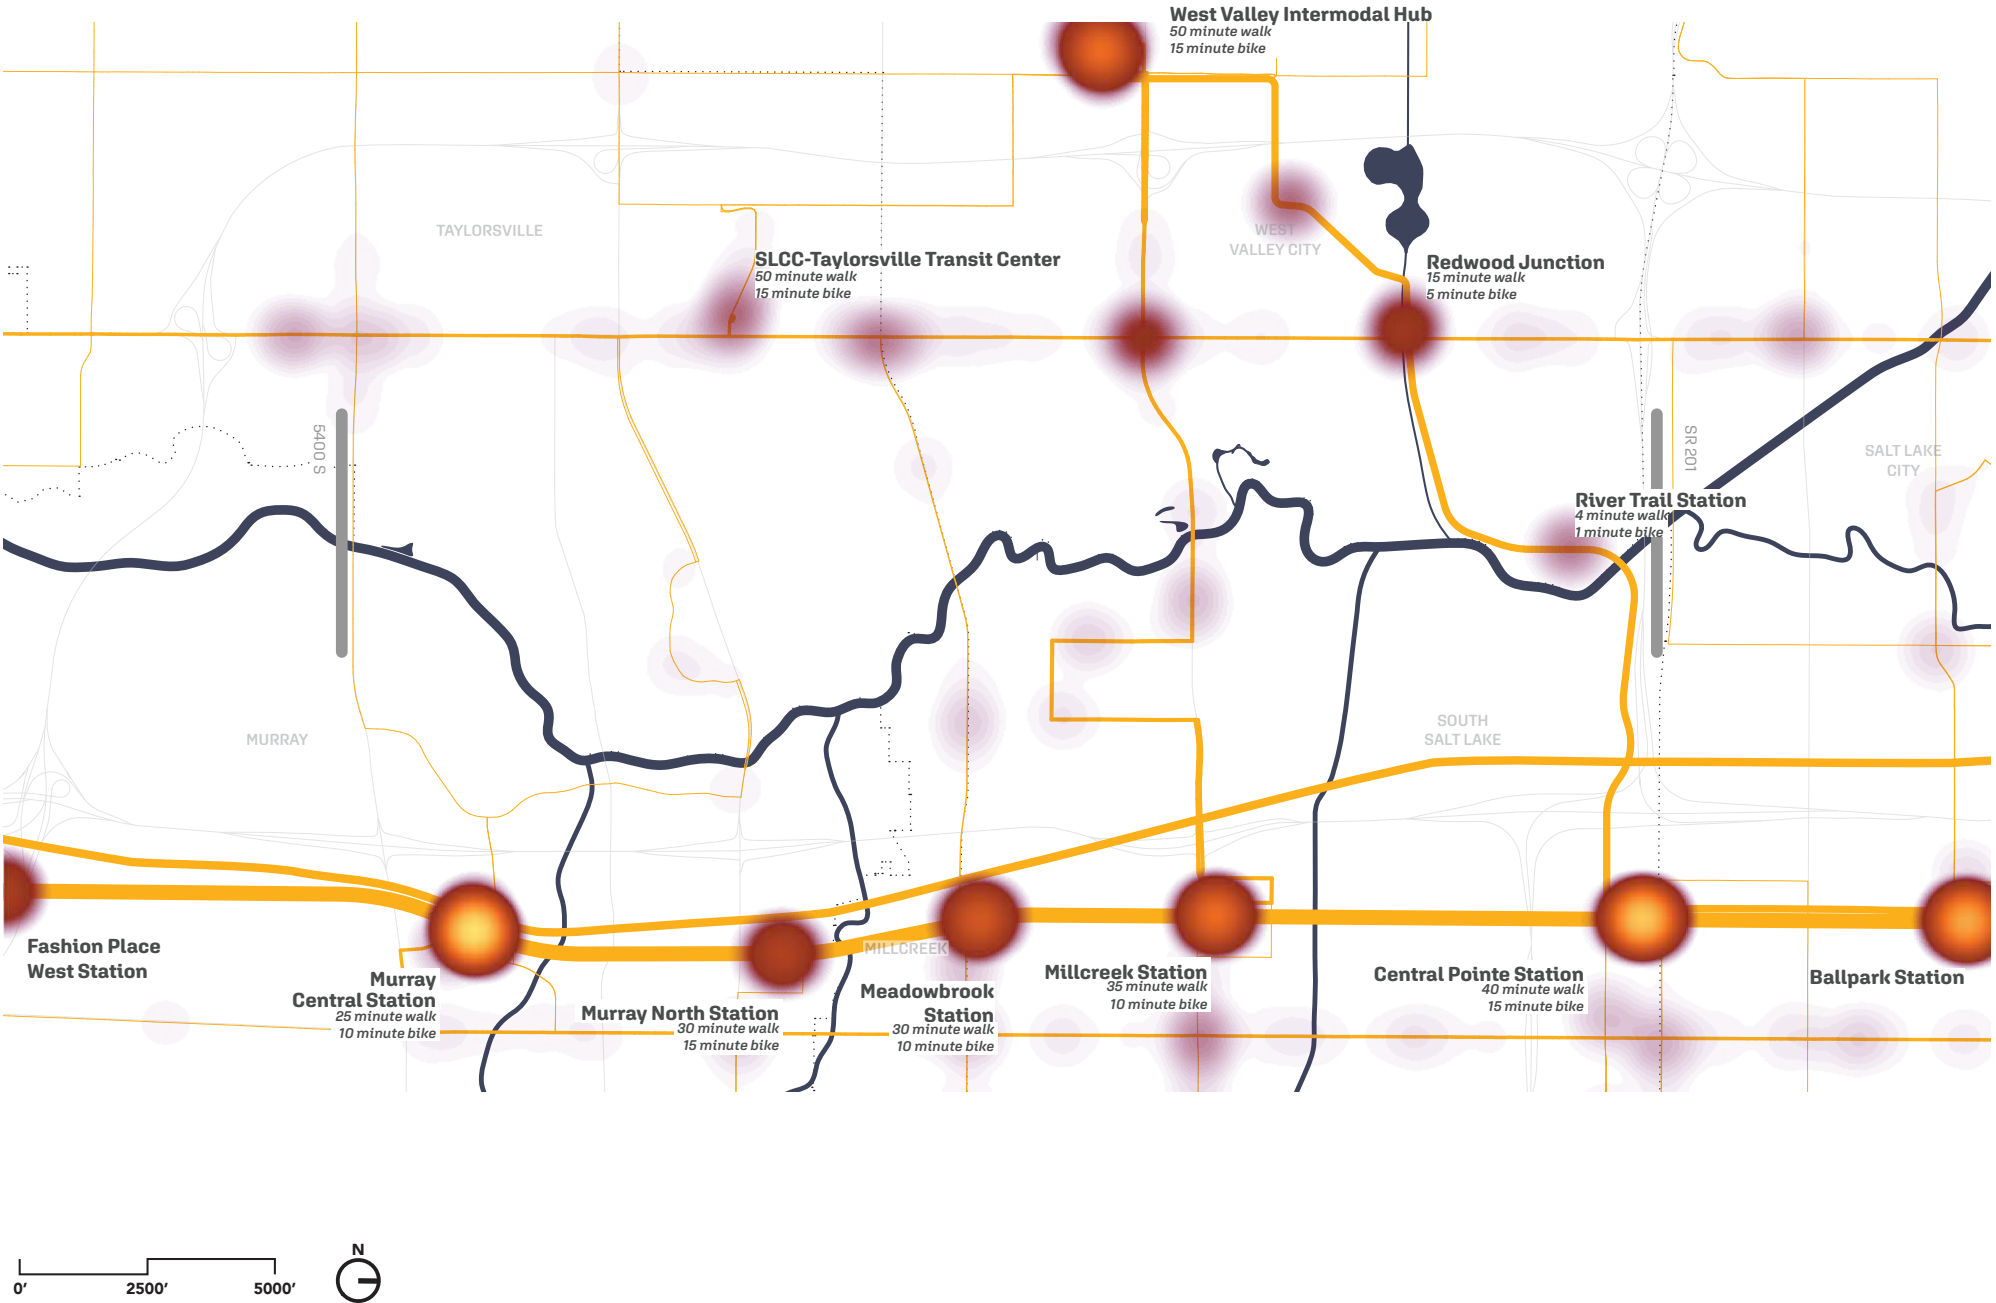 West Valley Intermodal Hub
50 minute walk
15 minute bike
TAYLORSVILLE
WEST
VALLEY CITY
SLCC-Taylorsville Transit Center
50 minute walk
15 minute bike
Redwood Junction
15 minute walk
5 minute bike
5400 S
SR 201
SALT LAKE
CITY
River Trail Station
4 minute walk
1 minute bike
MURRAY
SOUTH
SALT LAKE
Fashion Place
West Station
Murray
Central Station
25 minute walk
10 minute bike
Murray North Station
30 minute walk
15 minute bike
MILLCREEK
Meadowbrook
Station
30 minute walk
10 minute bike
Millcreek Station
35 minute walk
10 minute bike
Central Pointe Station
40 minute walk
15 minute bike
Ballpark Station
N
0' 2500' 5000'